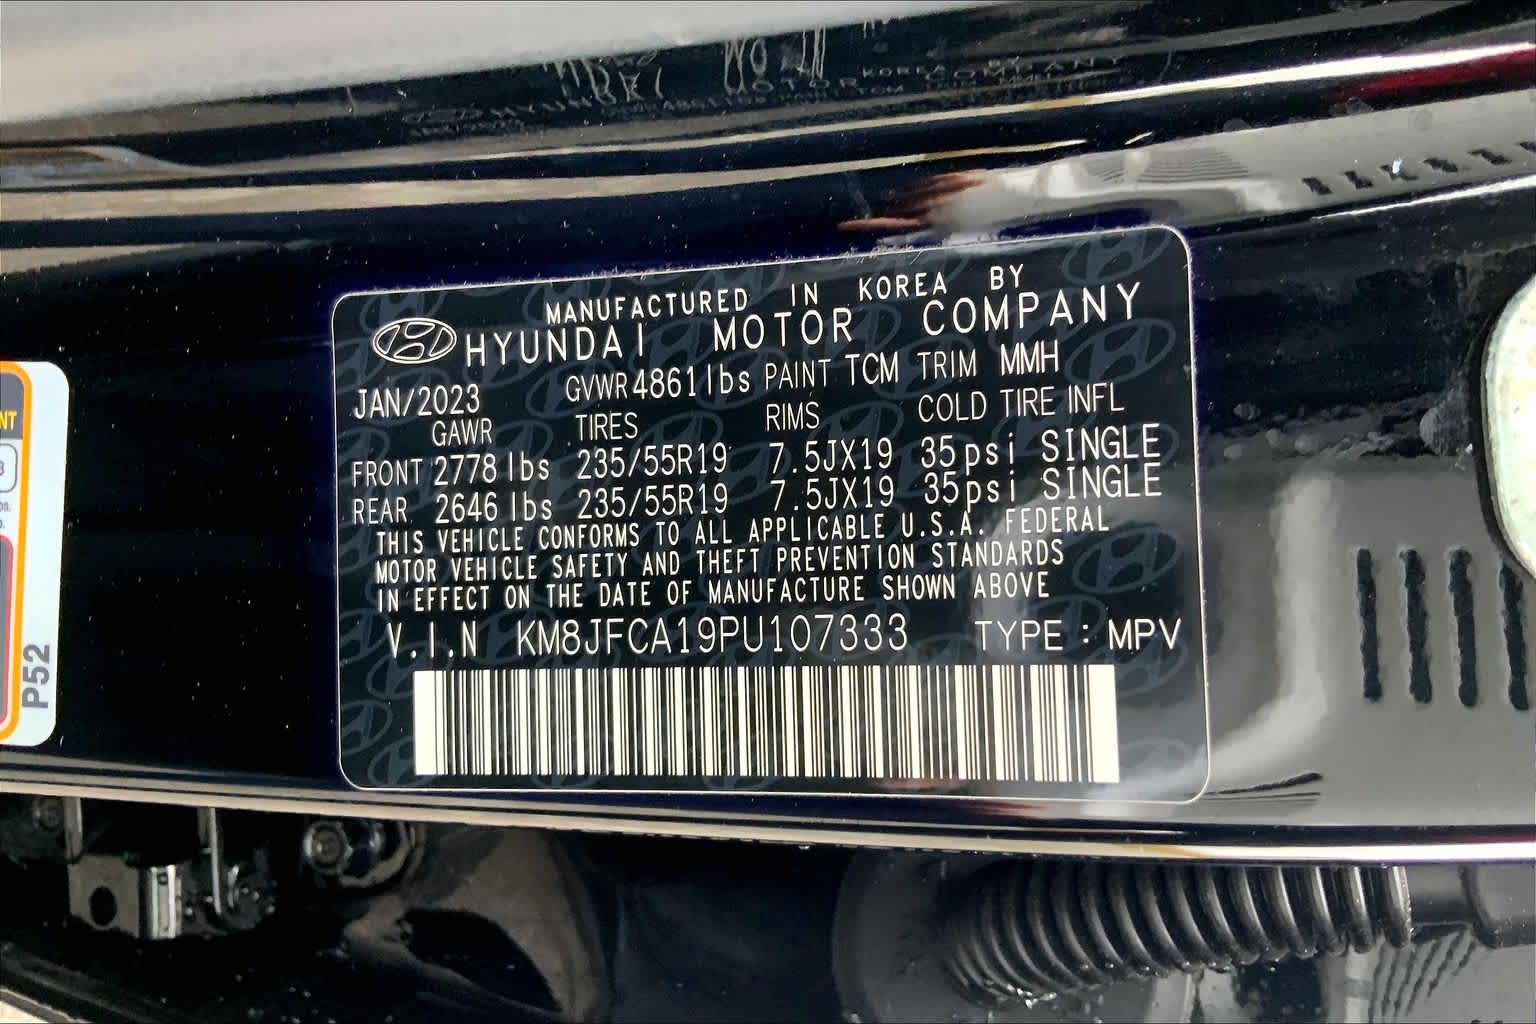 MANUFACTURED IN KOREA BY
HYUNDAI MOTOR COMPANY
JAN/2023 GVWR 4861 lbs PAINT TCM TRIM MMH
GAWR TIRES RIMS COLD TIRE INFL
FRONT 2778 lbs 235/55R19 7.5JX19 35psi SINGLE
REAR 2646 lbs 235/55R19 7.5JX19 35psi SINGLE
THIS VEHICLE CONFORMS TO ALL APPLICABLE U.S.A. FEDERAL
MOTOR VEHICLE SAFETY AND THEFT PREVENTION STANDARDS
IN EFFECT ON THE DATE OF MANUFACTURE SHOWN ABOVE
V.I.N KM8JFCA19PU107333 TYPE : MPV
P52